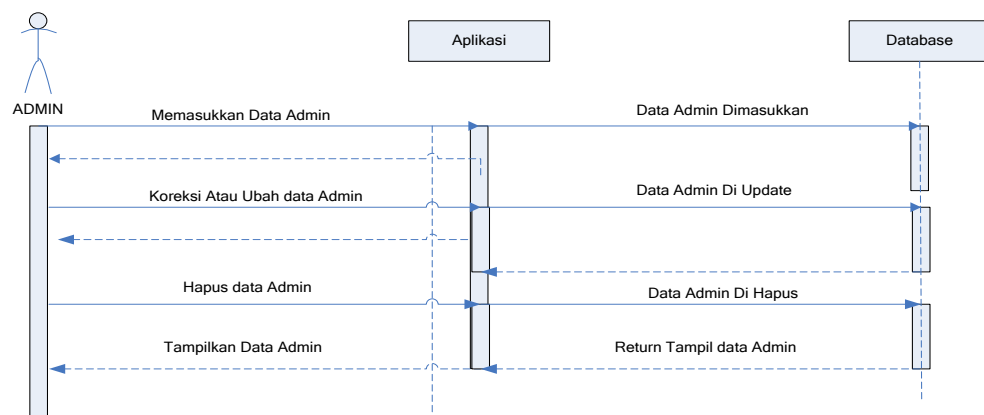 Aplikasi
Database
ADMIN
Memasukkan Data Admin
Data Admin Dimasukkan
Koreksi Atau Ubah data Admin
Data Admin Di Update
Hapus data Admin
Data Admin Di Hapus
Tampilkan Data Admin
Return Tampil data Admin